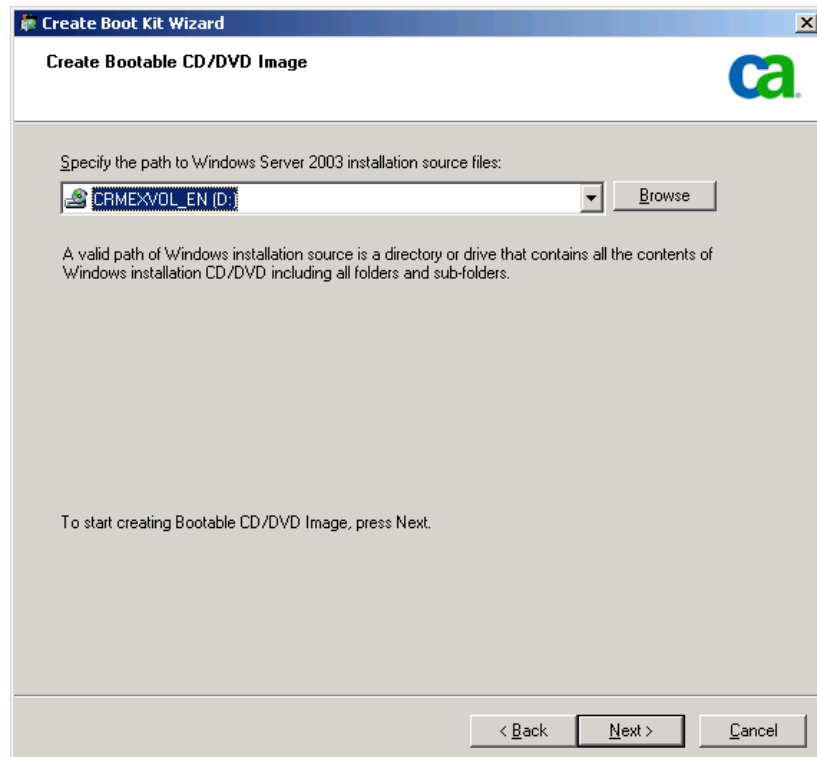 Create Boot Kit Wizard
Create Bootable CD/DVD Image
ca
Specify the path to Windows Server 2003 installation source files:
CRMEXVOL_EN (D:)
Browse
A valid path of Windows installation source is a directory or drive that contains all the contents of
Windows installation CD/DVD including all folders and sub-folders.
To start creating Bootable CD/DVD Image, press Next.
< Back
Next >
Cancel